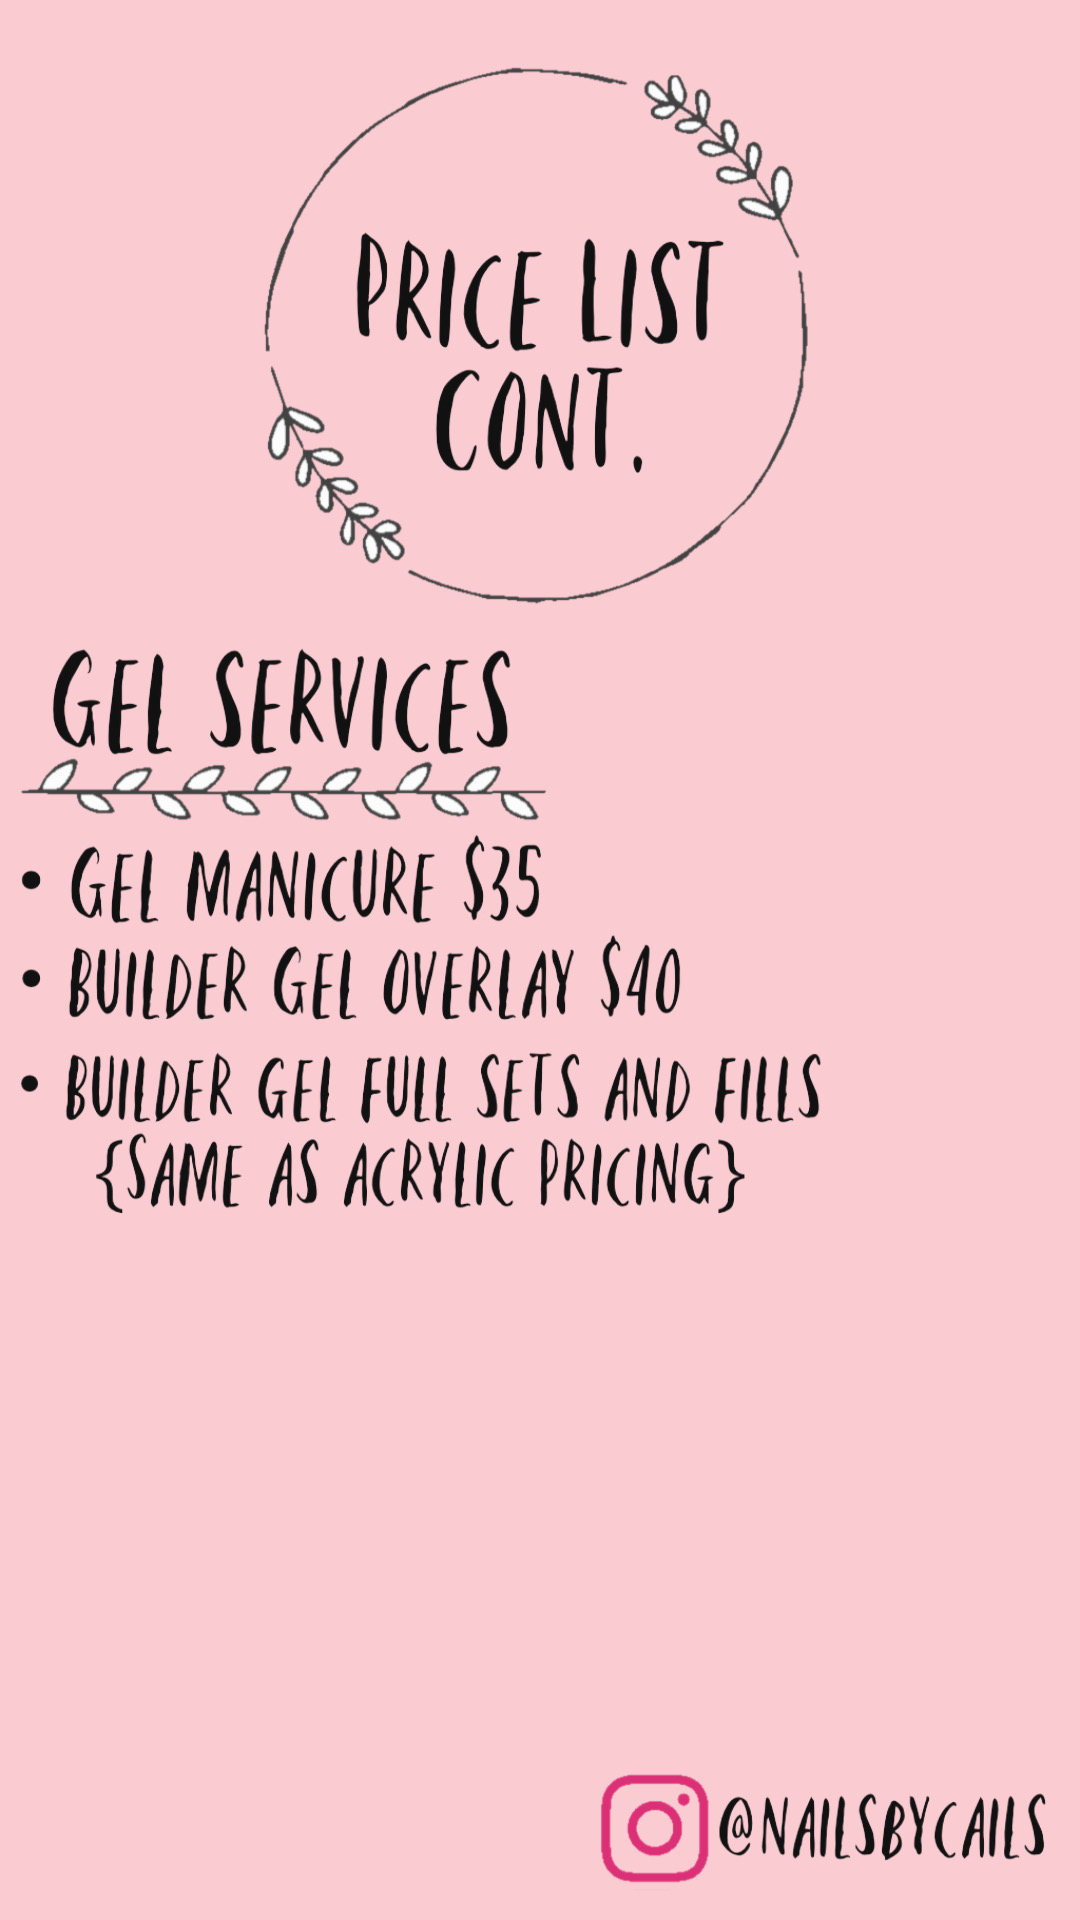 PRICE LIST
CONT.
GEL SERVICES
• GEL MANICURE $35
• BUILDER GEL OVERLAY $40
• BUILDER GEL FULL SETS AND FILLS
{SAME AS ACRYLIC PRICING}
@NAILSBYCAILS